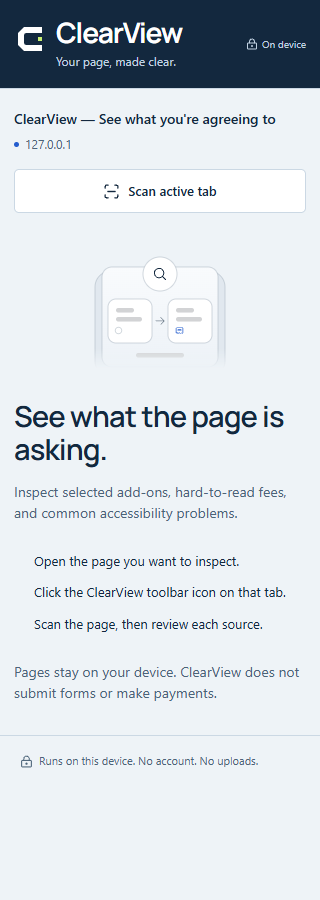 ClearView
Your page, made clear.
On device
ClearView — See what you're agreeing to
127.0.0.1
Scan active tab
See what the page is
asking.
Inspect selected add-ons, hard-to-read fees,
and common accessibility problems.
Open the page you want to inspect.
Click the ClearView toolbar icon on that tab.
Scan the page, then review each source.
Pages stay on your device. ClearView does not
submit forms or make payments.
Runs on this device. No account. No uploads.